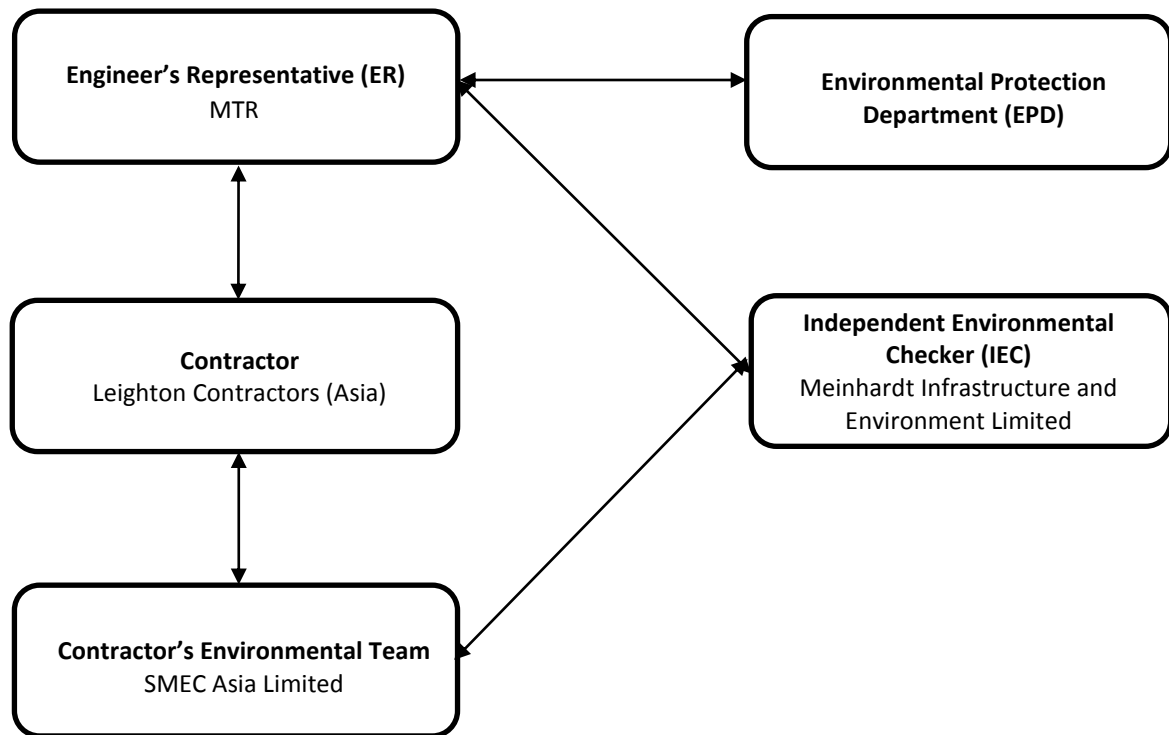 Engineer’s Representative (ER)
MTR
Environmental Protection
Department (EPD)
Contractor
Leighton Contractors (Asia)
Independent Environmental
Checker (IEC)
Meinhardt Infrastructure and
Environment Limited
Contractor’s Environmental Team
SMEC Asia Limited